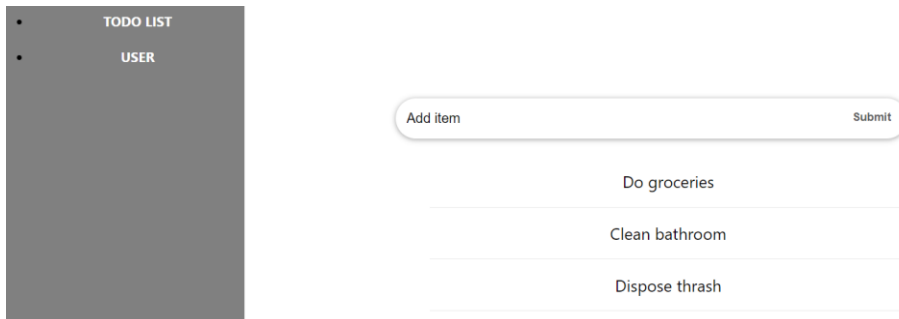 TODO LIST
USER
Add item
Submit
Do groceries
Clean bathroom
Dispose thrash